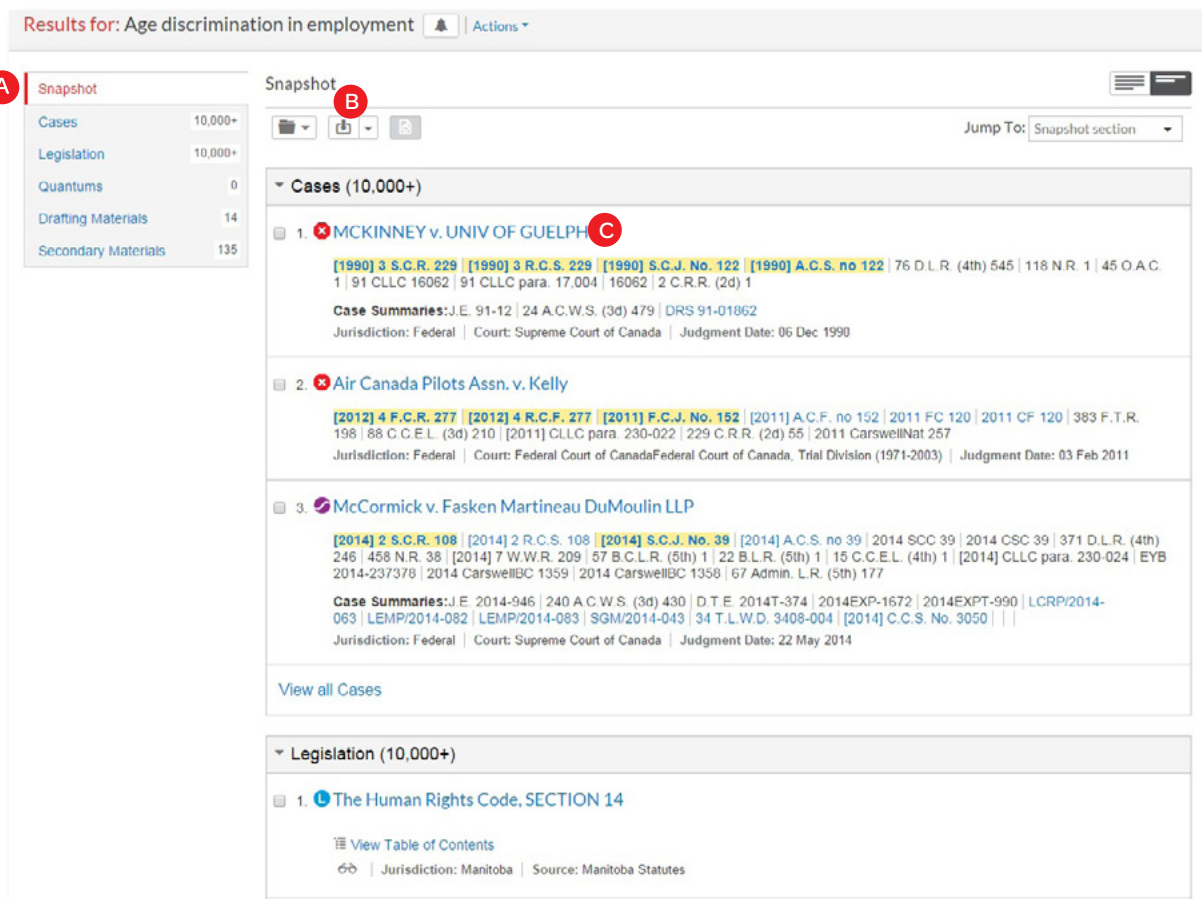 Results for: Age discrimination in employment | Actions
A
Snapshot
Cases 10,000+
Legislation 10,000+
Quantums 0
Drafting Materials 14
Secondary Materials 135
Snapshot
B
Jump To: Snapshot section
Cases (10,000+)
1. MCKINNEY v. UNIV OF GUELPH C
[1990] 3 S.C.R. 229 | [1990] 3 R.C.S. 229 | [1990] S.C.J. No. 122 | [1990] A.C.S. no 122 | 76 D.L.R. (4th) 545 | 118 N.R. 1 | 45 O.A.C.
1 | 91 CLLC 16062 | 91 CLLC para. 17,004 | 16062 | 2 C.R.R. (2d) 1
Case Summaries:J.E. 91-12 | 24 A.C.W.S. (3d) 479 | DRS 91-01862
Jurisdiction: Federal | Court: Supreme Court of Canada | Judgment Date: 06 Dec 1990
2. Air Canada Pilots Assn. v. Kelly
[2012] 4 F.C.R. 277 | [2012] 4 R.C.F. 277 | [2011] F.C.J. No. 152 | [2011] A.C.F. no 152 | 2011 FC 120 | 2011 CF 120 | 383 F.T.R.
198 | 88 C.C.E.L. (3d) 210 | [2011] CLLC para. 230-022 | 229 C.R.R. (2d) 55 | 2011 CarswellNat 257
Jurisdiction: Federal | Court: Federal Court of CanadaFederal Court of Canada, Trial Division (1971-2003) | Judgment Date: 03 Feb 2011
3. McCormick v. Fasken Martineau DuMoulin LLP
[2014] 2 S.C.R. 108 | [2014] 2 R.C.S. 108 | [2014] S.C.J. No. 39 | [2014] A.C.S. no 39 | 2014 SCC 39 | 2014 CSC 39 | 371 D.L.R. (4th)
246 | 458 N.R. 38 | [2014] 7 W.W.R. 209 | 57 B.C.L.R. (5th) 1 | 22 B.L.R. (5th) 1 | 15 C.C.E.L. (4th) 1 | [2014] CLLC para. 230-024 | EYB
2014-237378 | 2014 CarswellBC 1359 | 2014 CarswellBC 1358 | 67 Admin. L.R. (5th) 177
Case Summaries:J.E. 2014-946 | 240 A.C.W.S. (3d) 430 | D.T.E. 2014T-374 | 2014EXP-1672 | 2014EXPT-990 | LCRP/2014-
063 | LEMP/2014-082 | LEMP/2014-083 | SGM/2014-043 | 34 T.L.W.D. 3408-004 | [2014] C.C.S. No. 3050 | | |
Jurisdiction: Federal | Court: Supreme Court of Canada | Judgment Date: 22 May 2014
View all Cases
Legislation (10,000+)
1. L The Human Rights Code, SECTION 14
View Table of Contents
| Jurisdiction: Manitoba | Source: Manitoba Statutes